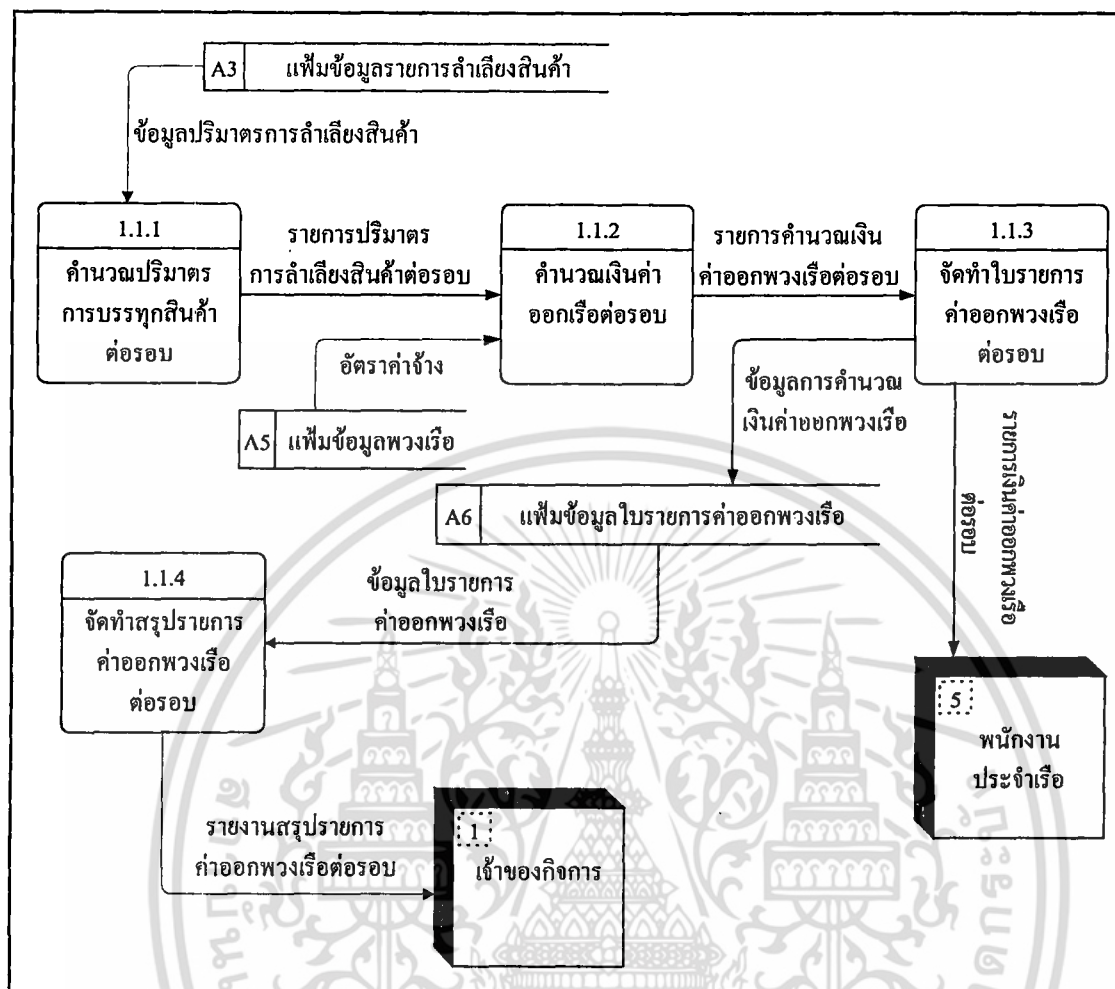 A3 แฟ้มข้อมูลรายการลำเลียงสินค้า
ข้อมูลปริมาตรการลำเลียงสินค้า
1.1.1
คำนวณปริมาตร
การบรรทุกสินค้า
ต่อรอบ
รายการปริมาตร
การลำเลียงสินค้าต่อรอบ
1.1.2
คำนวณเงินค่า
ออกเรือต่อรอบ
รายการคำนวณเงิน
ค่าออกพวงเรือต่อรอบ
1.1.3
จัดทำใบรายการ
ค่าออกพวงเรือ
ต่อรอบ
อัตราค่าจ้าง
A5 แฟ้มข้อมูลพวงเรือ
ข้อมูลการคำนวณ
เงินค่าออกพวงเรือ
รายการเงินค่าออกพวงเรือ
ต่อรอบ
A6 แฟ้มข้อมูลใบรายการค่าออกพวงเรือ
1.1.4
จัดทำสรุปรายการ
ค่าออกพวงเรือ
ต่อรอบ
ข้อมูลใบรายการ
ค่าออกพวงเรือ
5
พนักงาน
ประจำเรือ
รายงานสรุปรายการ
ค่าออกพวงเรือต่อรอบ
1
เจ้าของกิจการ